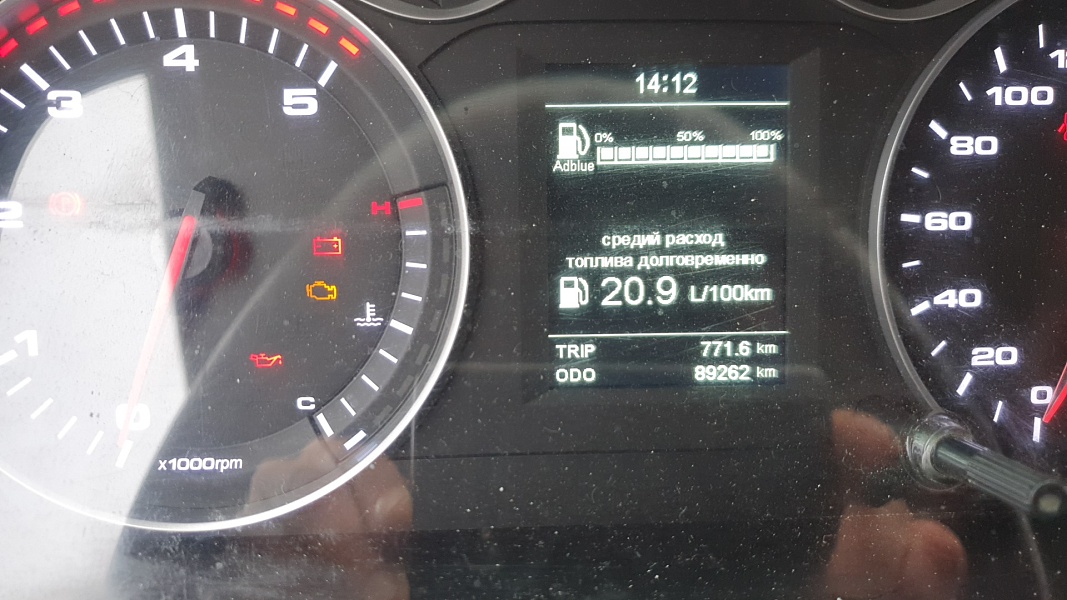 14:12
0% 50% 100%
Adblue
средий расход
топлива долговременно
20.9 L/100km
TRIP 771.6 km
ODO 89262 km
0
1
2
3
4
5
x1000rpm
H
C
0
20
40
60
80
100